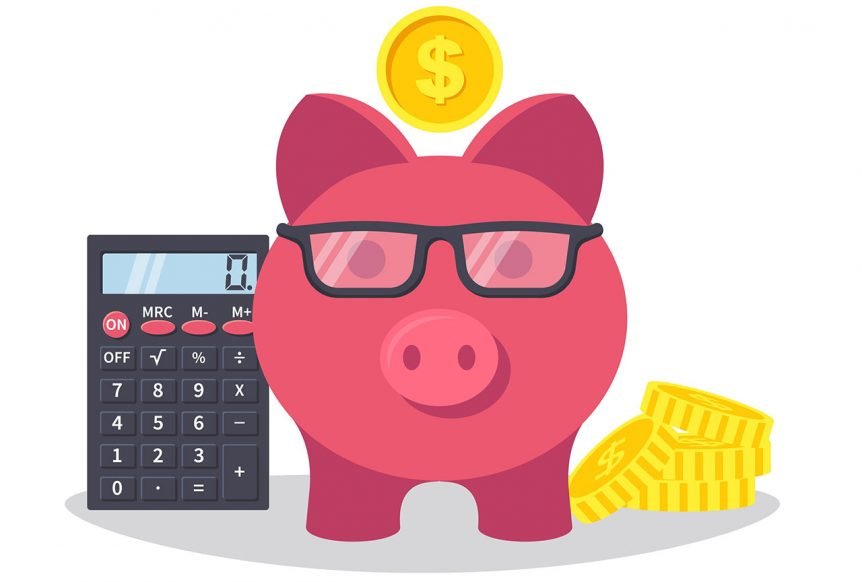 $
0.
MRC M- M+
ON
OFF √ % ÷
7 8 9 X
4 5 6 −
1 2 3 +
0 · =
$